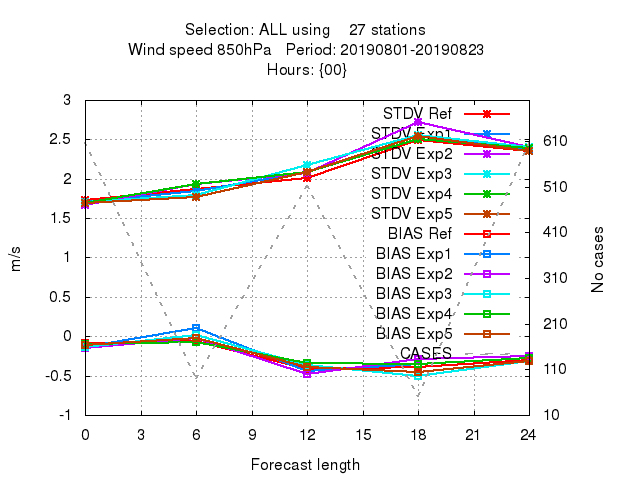 Selection: ALL using 27 stations
Wind speed 850hPa Period: 20190801-20190823
Hours: {00}
3
2.5
2
1.5
1
0.5
0
-0.5
-1
m/s
STDV Ref
STDV Exp1
STDV Exp2
STDV Exp3
STDV Exp4
STDV Exp5
BIAS Ref
BIAS Exp1
BIAS Exp2
BIAS Exp3
BIAS Exp4
BIAS Exp5
CASES
610
510
410
310
210
110
10
No cases
0 3 6 9 12 15 18 21 24
Forecast length